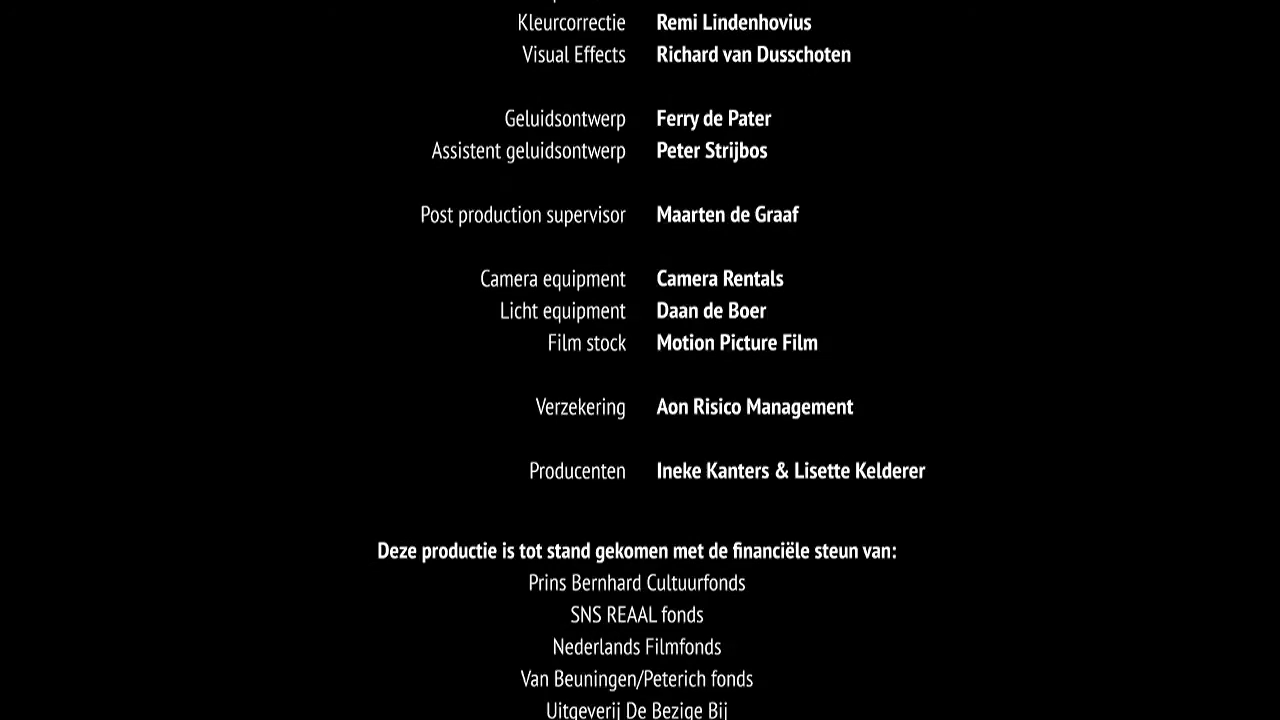 Kleurcorrectie Remi Lindenhovius
Visual Effects Richard van Dusschoten
Geluidsontwerp Ferry de Pater
Assistent geluidsontwerp Peter Strijbos
Post production supervisor Maarten de Graaf
Camera equipment Camera Rentals
Licht equipment Daan de Boer
Film stock Motion Picture Film
Verzekering Aon Risico Management
Producenten Ineke Kanters & Lisette Kelderer
Deze productie is tot stand gekomen met de financiële steun van:
Prins Bernhard Cultuurfonds
SNS REAAL fonds
Nederlands Filmfonds
Van Beuningen/Peterich fonds
Uitgeverij De Bezige Bij